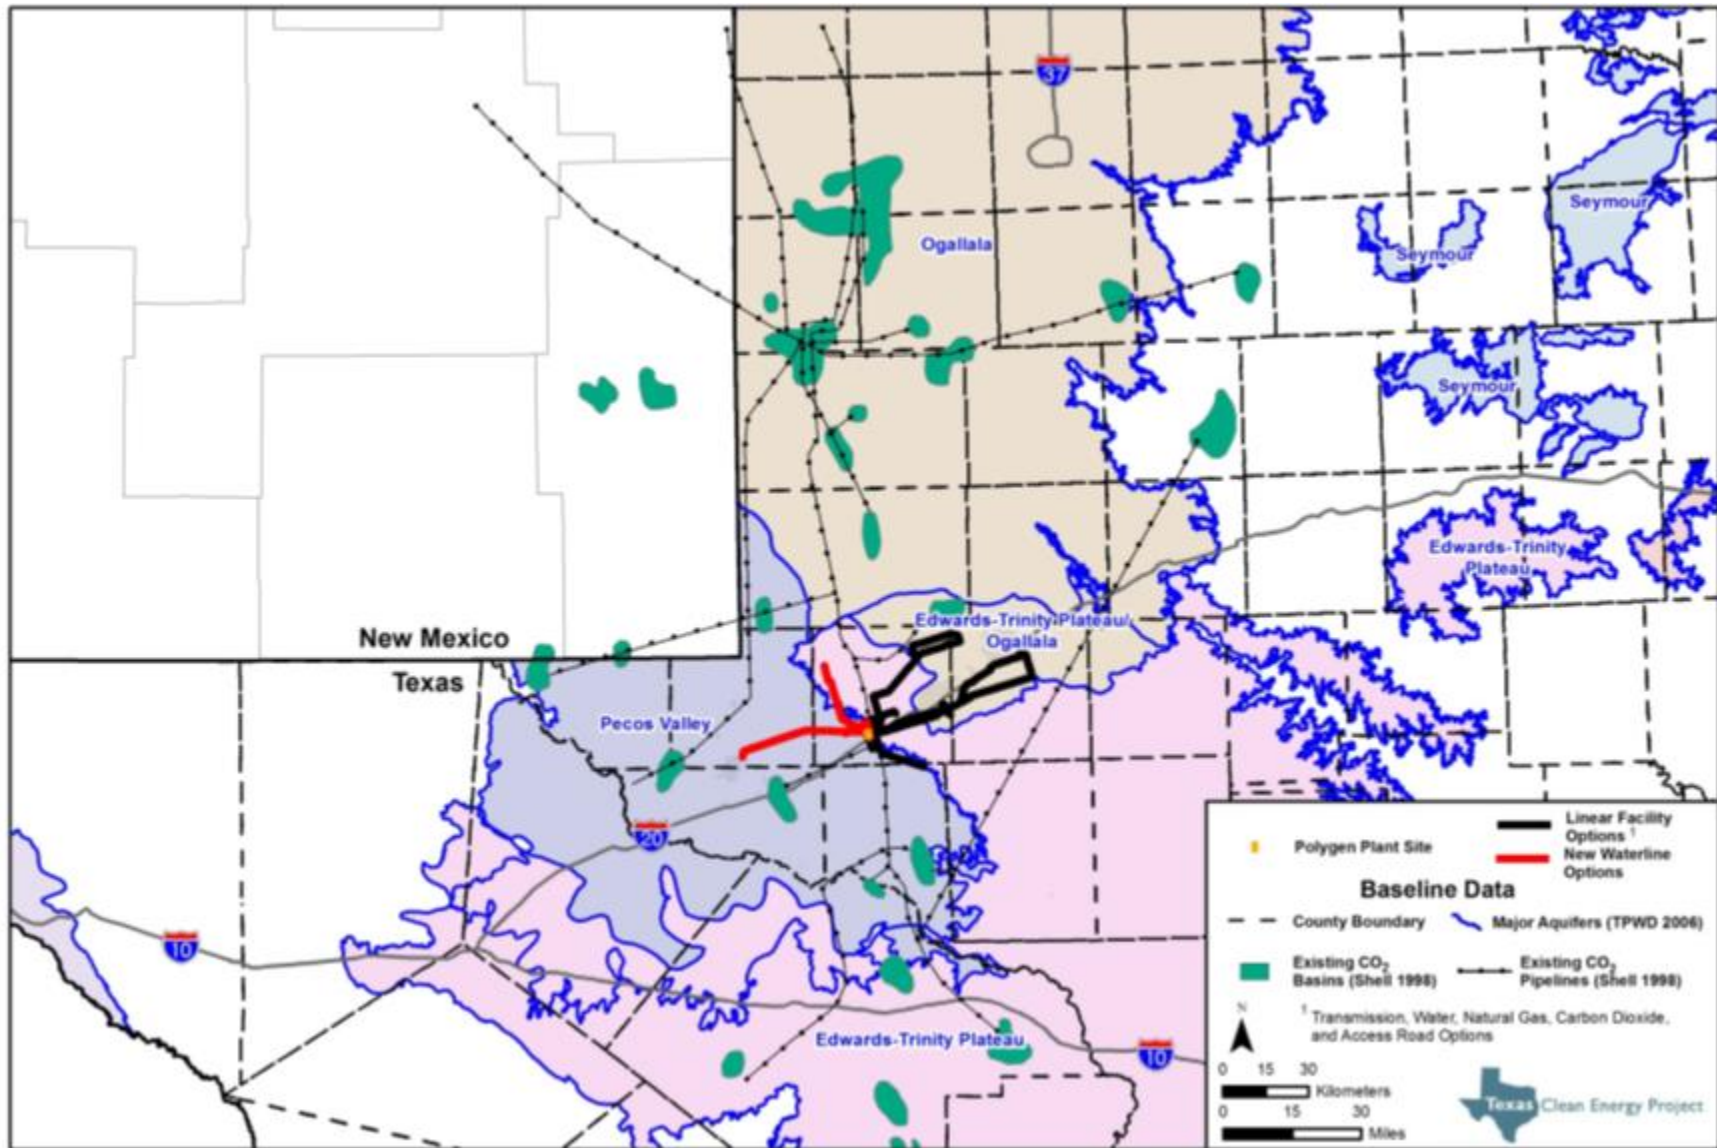 37
Ogallala
Seymour
Seymour
Seymour
Edwards-Trinity
Plateau
New Mexico
Texas
Edwards-Trinity Plateau/
Ogallala
Pecos Valley
20
10
Edwards-Trinity Plateau
10
Polygen Plant Site
Linear Facility
Options 1
New Waterline
Options
Baseline Data
County Boundary
Major Aquifers (TPWD 2006)
Existing CO2
Basins (Shell 1998)
Existing CO2
Pipelines (Shell 1998)
N
1 Transmission, Water, Natural Gas, Carbon Dioxide,
and Access Road Options
0 15 30
Kilometers
0 15 30
Miles
Texas Clean Energy Project